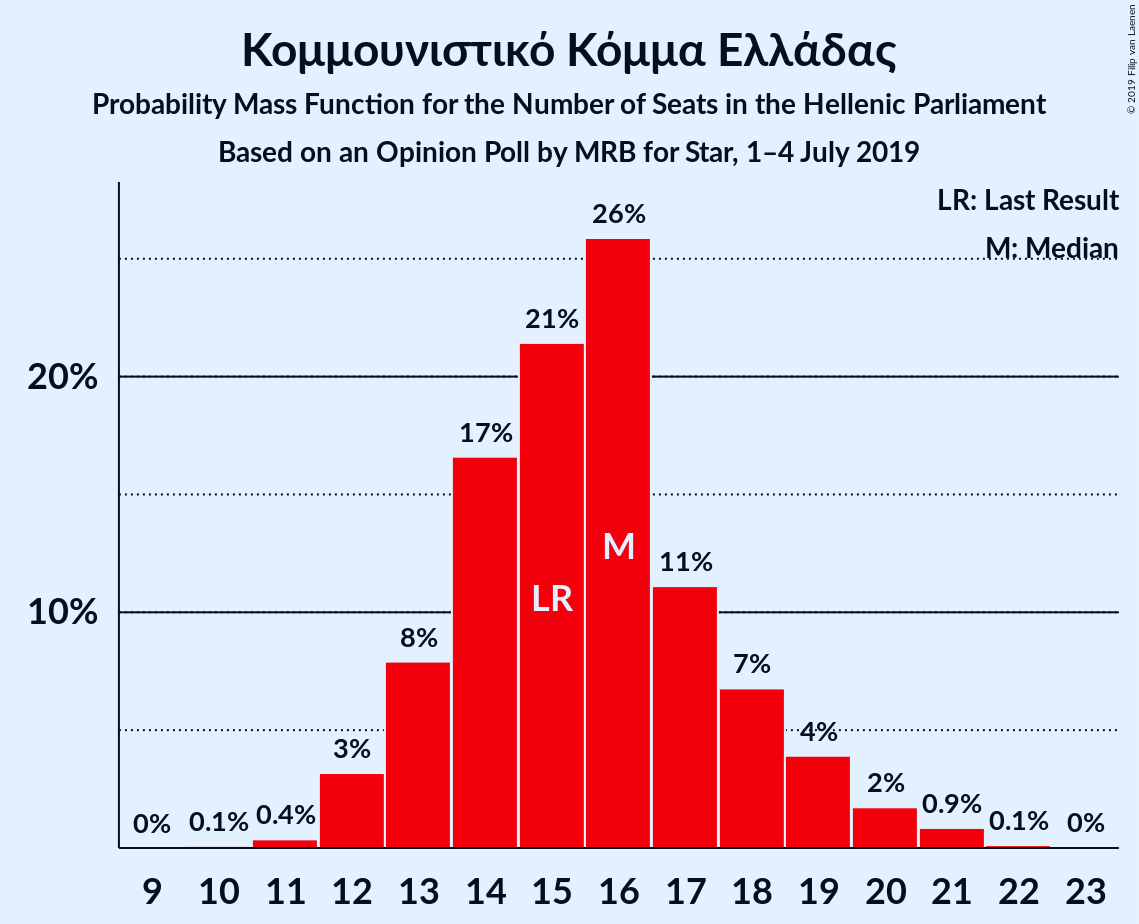 Κομμουνιστικό Κόμμα Ελλάδας
Probability Mass Function for the Number of Seats in the Hellenic Parliament
Based on an Opinion Poll by MRB for Star, 1–4 July 2019
© 2019 Filip van Laenen
LR: Last Result
M: Median
26%
21%
20%
17%
M
11%
LR
10%
8%
7%
4%
3%
2%
0.9%
0.4%
0.1%
0.1%
0%
0%
9 10 11 12 13 14 15 16 17 18 19 20 21 22 23